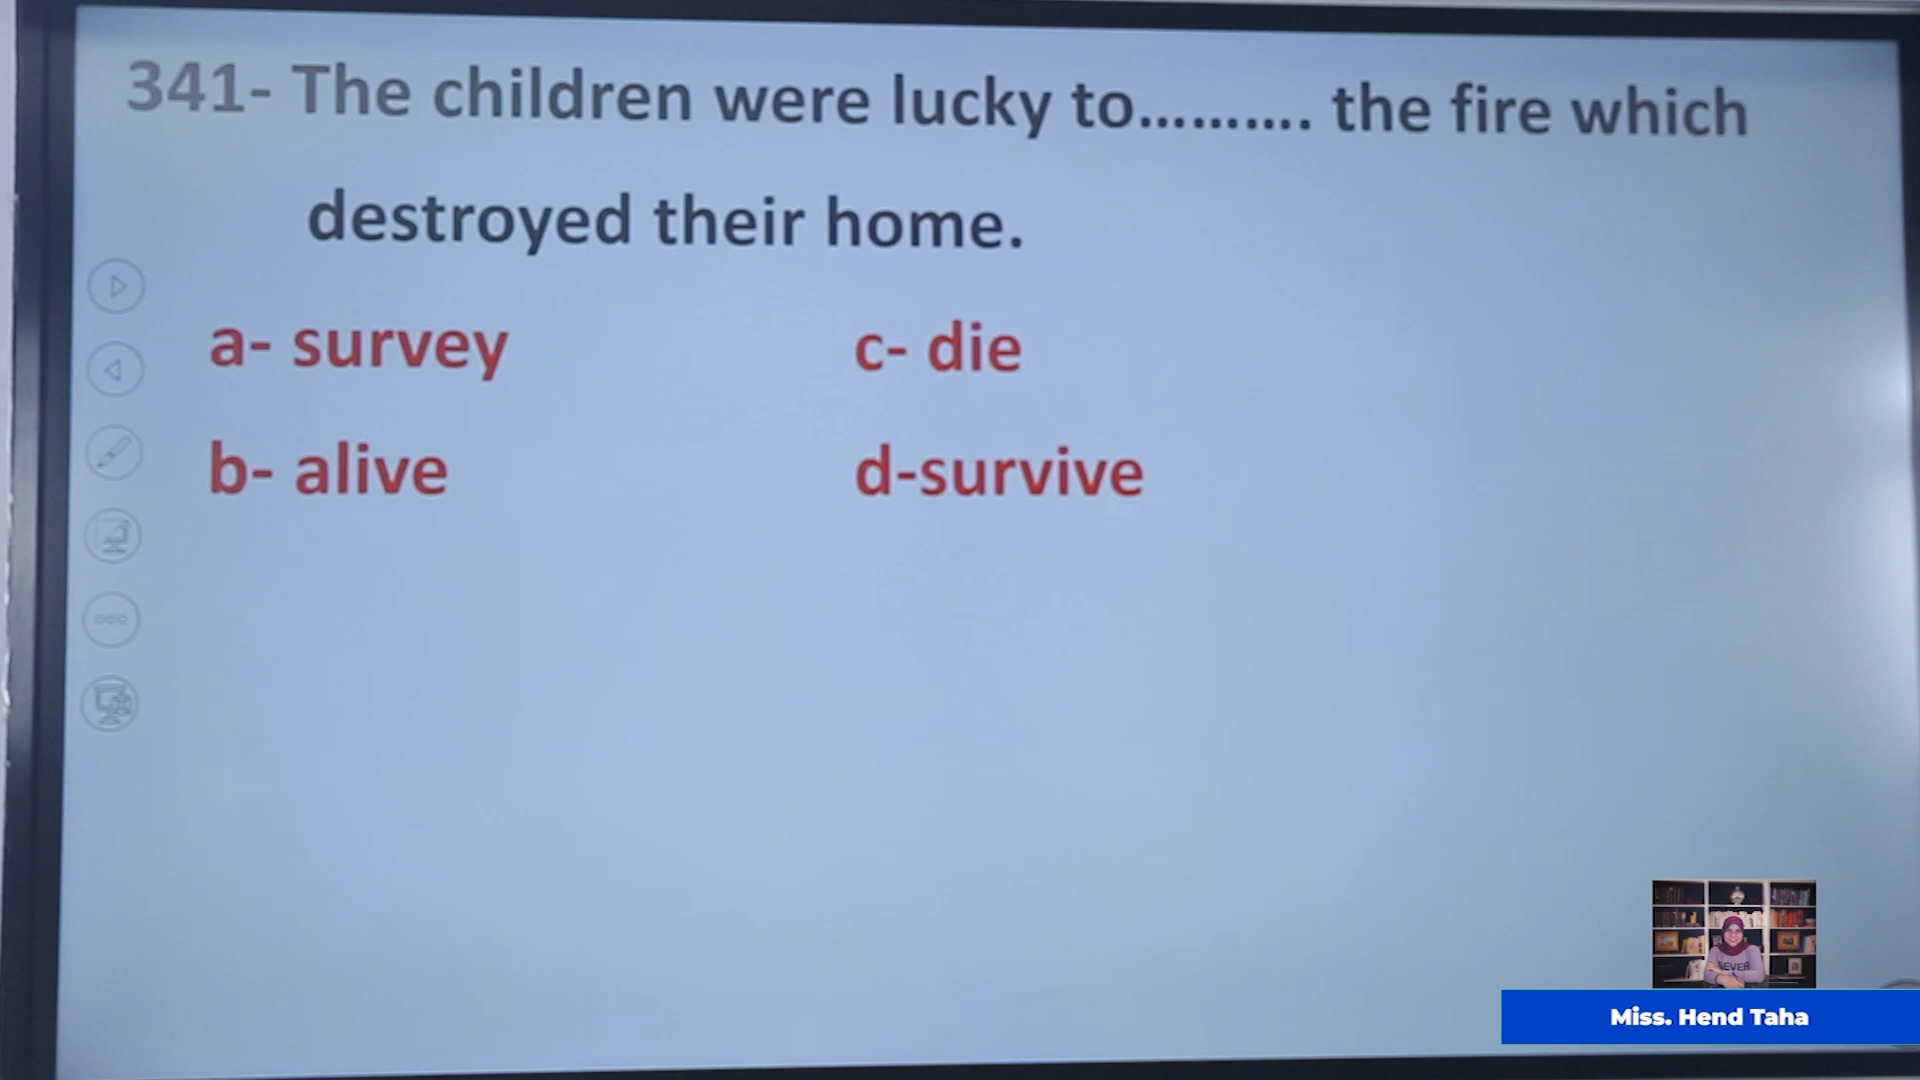 341- The children were lucky to.......... the fire which
destroyed their home.
a- survey
c- die
b- alive
d-survive
NEVER
Miss. Hend Taha